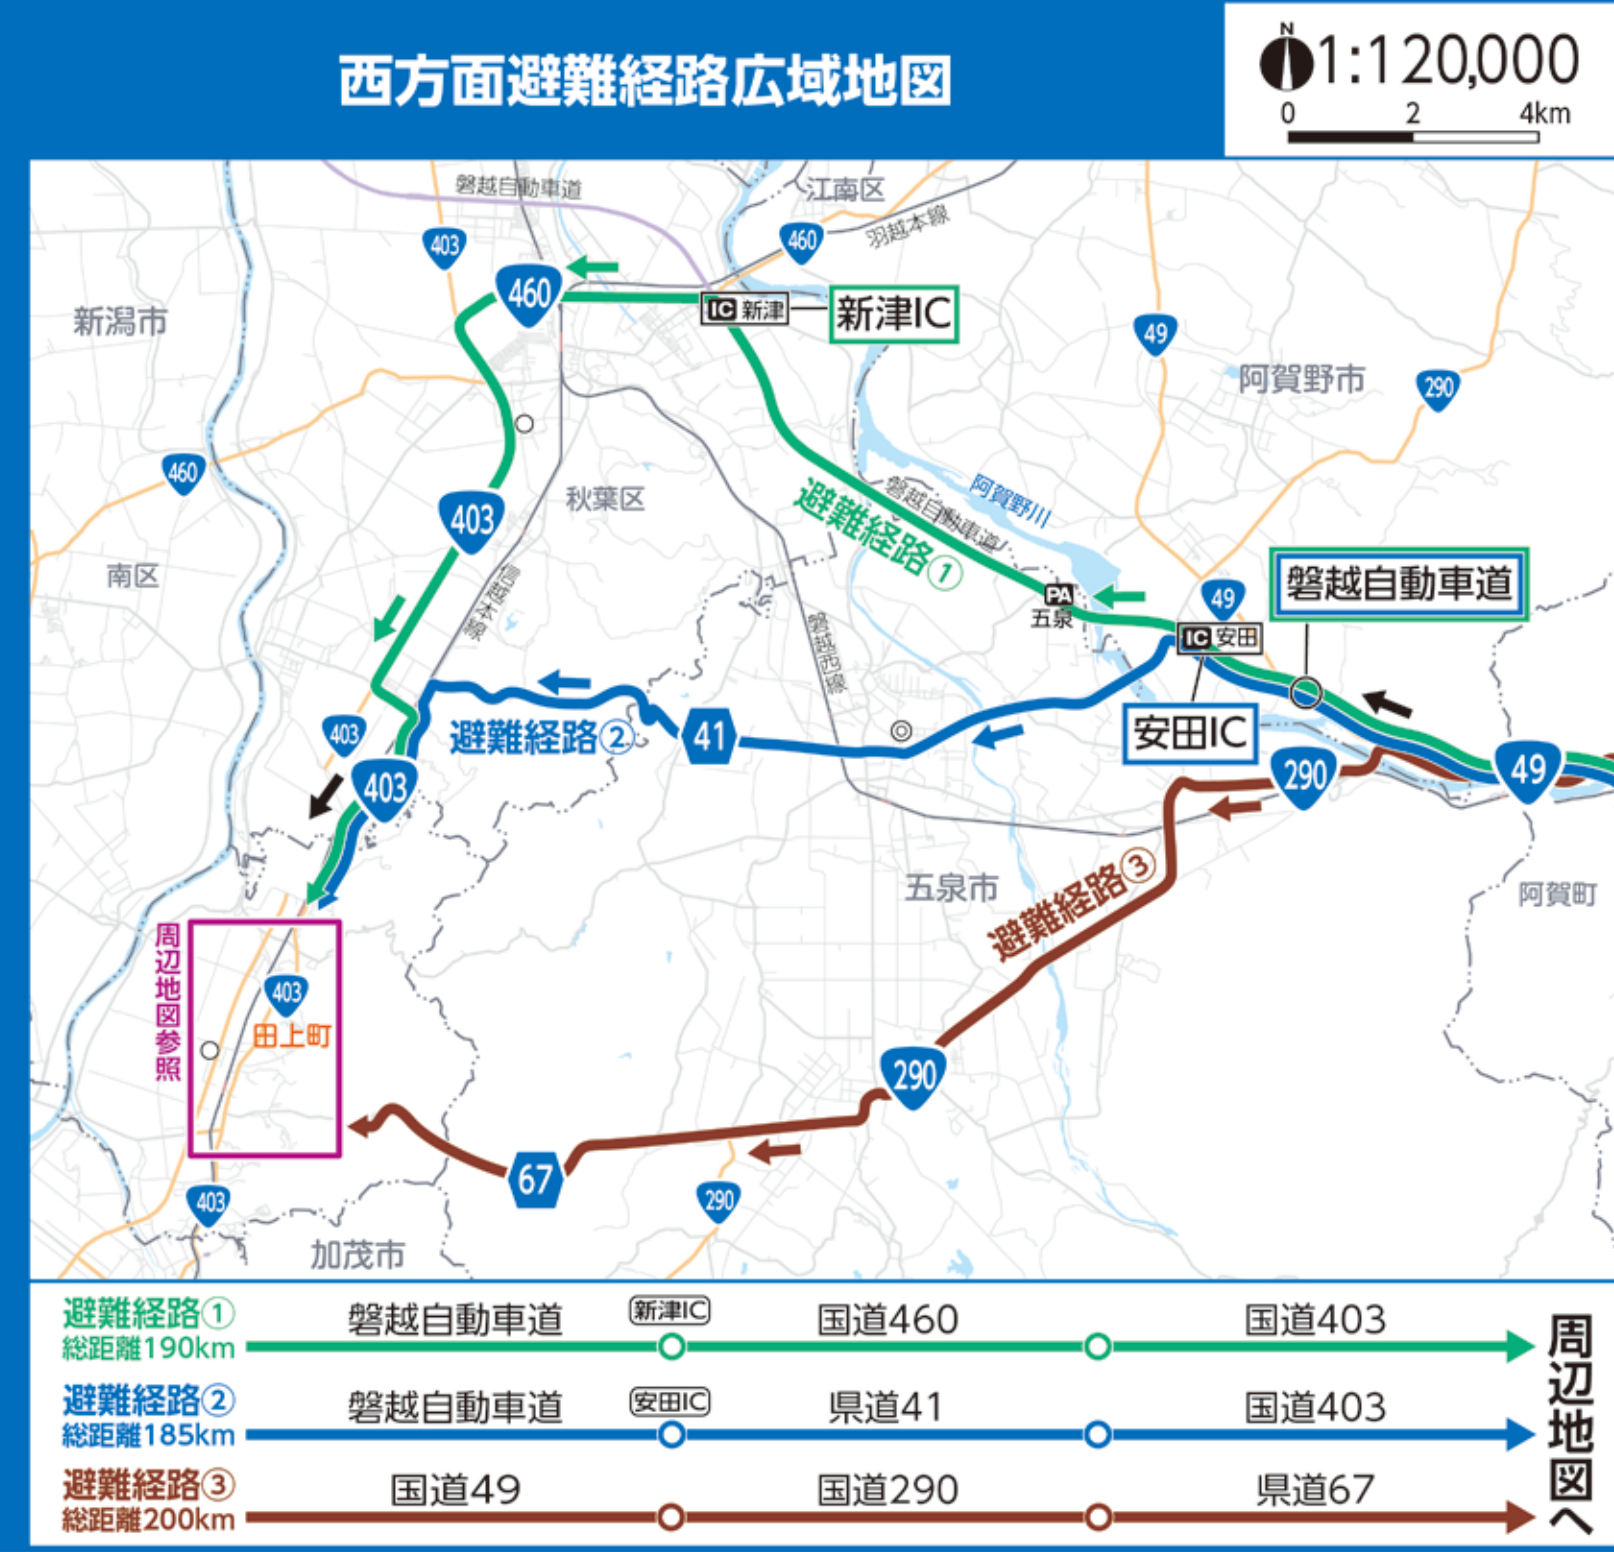 西方面避難経路広域地図
N
1:120,000
0 2 4km
磐越自動車道
江南区
403
460
羽越本線
460
新潟市
IC 新津
新津IC
49
阿賀野市
290
460
秋葉区
403
阿賀野川
磐越自動車道
避難経路①
南区
信越本線
PA
五泉
49
磐越自動車道
IC 安田
磐越西線
安田IC
避難経路②
41
403
403
290
49
避難経路③
五泉市
阿賀町
周辺地図参照
403
田上町
290
67
290
403
加茂市
避難経路①
総距離190km
磐越自動車道
新津IC
国道460
国道403
避難経路②
総距離185km
磐越自動車道
安田IC
県道41
国道403
避難経路③
総距離200km
国道49
国道290
県道67
周辺地図へ